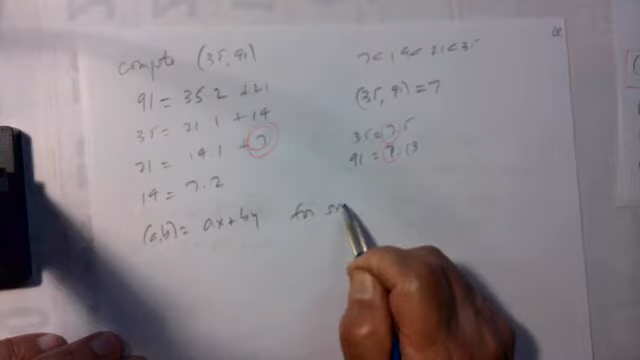 compute (35, 91)
91 = 35 2 + 21
35 = 21 1 + 14
21 = 14.1 + 7
14 = 7.2
(a,b) = ax+by for
7 < 14 < 21 < 35
(35, 91) = 7
35 = 7.5
91 = 7.13